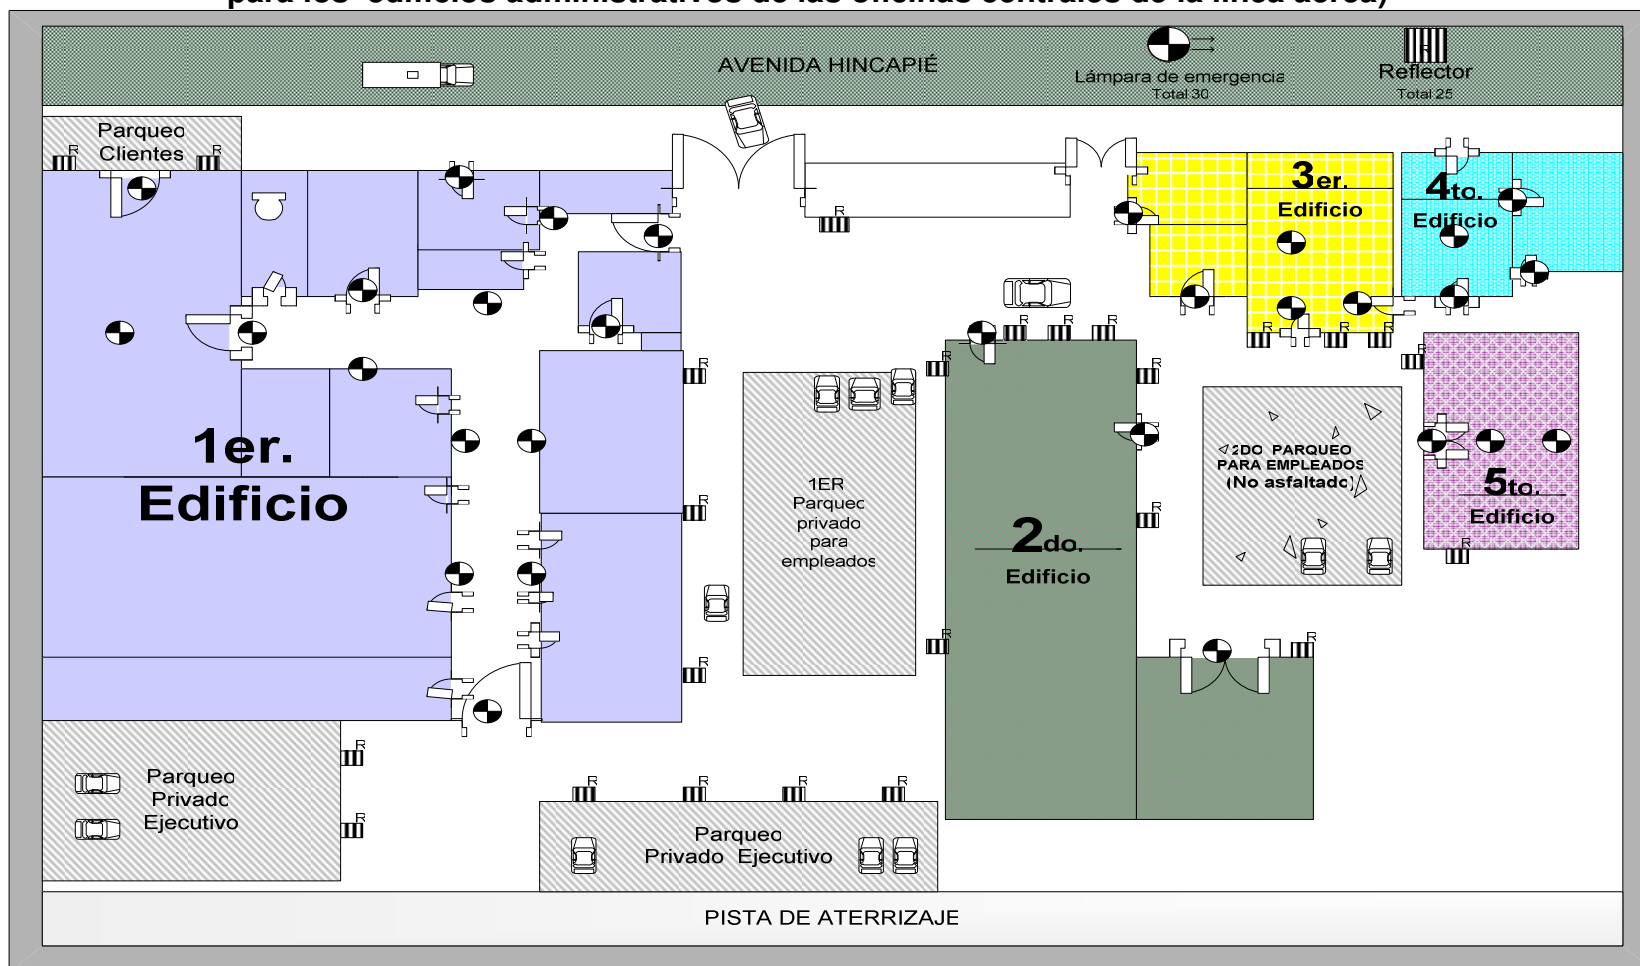 para los edificios administrativos de las oficinas centrales de la línea aérea)
AVENIDA HINCAPIÉ
Lámpara de emergencia
Total 30
R
Reflector
Total 25
Parqueo
Clientes
R
R
R
3er.
Edificio
4to.
Edificio
R
R
R
R
R
R
R
R
R
R
R
1er.
Edificio
1ER
Parqueo
privado
para
empleados
2DO PARQUEO
PARA EMPLEADOS
(No asfaltado)
5to.
Edificio
R
R
2do.
Edificio
R
R
R
R
Parqueo
Privado
Ejecutivo
R
R
R
R
R
R
Parqueo
Privado Ejecutivo
PISTA DE ATERRIZAJE